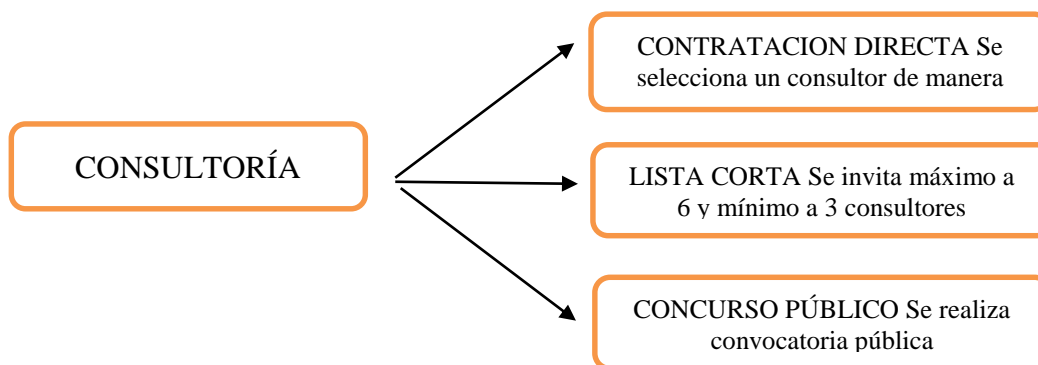 CONTRATACION DIRECTA Se
selecciona un consultor de manera
CONSULTORÍA
LISTA CORTA Se invita máximo a
6 y mínimo a 3 consultores
CONCURSO PÚBLICO Se realiza
convocatoria pública